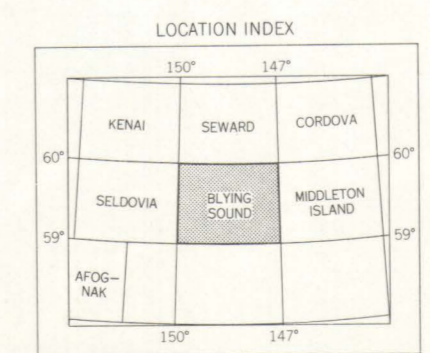 LOCATION INDEX
150° 147°
KENAI SEWARD CORDOVA
60° 60°
SELDOVIA BLYING SOUND MIDDLETON ISLAND
59° 59°
AFOG–
NAK
150° 147°